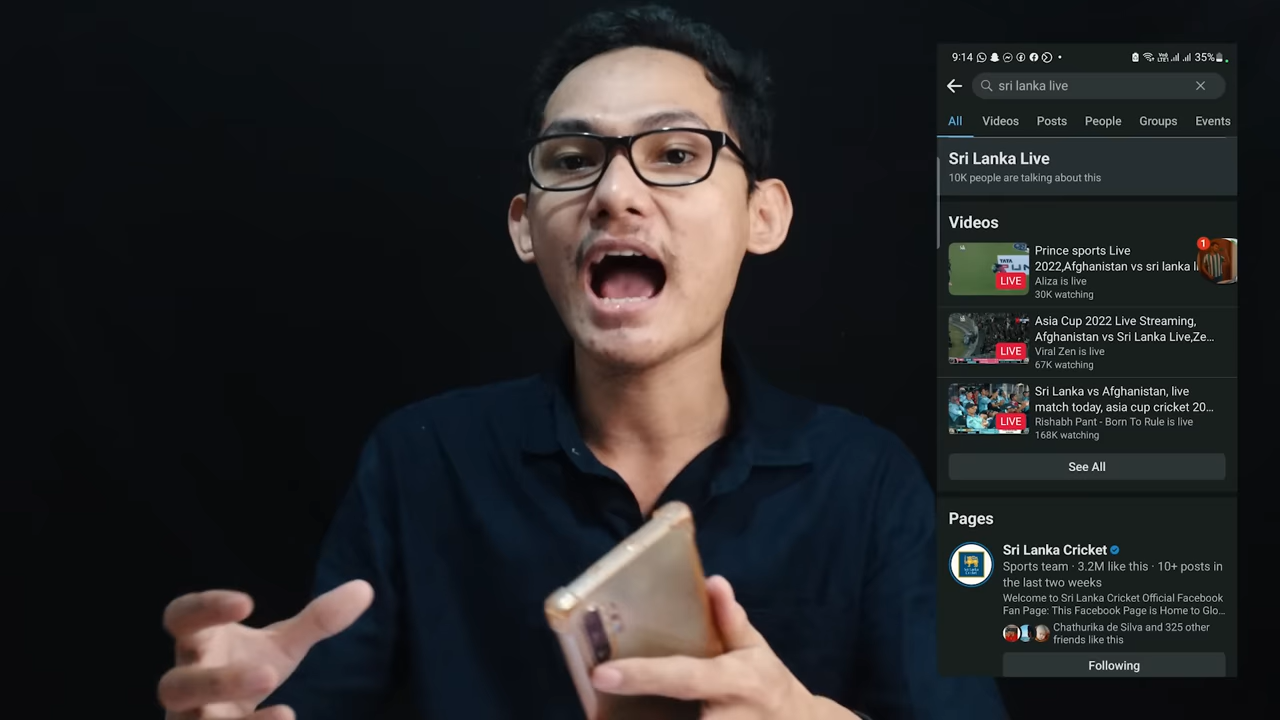 9:14
35%
sri lanka live
All Videos Posts People Groups Events
Sri Lanka Live
10K people are talking about this
Videos
Prince sports Live
2022,Afghanistan vs sri lanka
Aliza is live
30K watching
LIVE
1
TATA
Asia Cup 2022 Live Streaming,
Afghanistan vs Sri Lanka Live,Ze...
Viral Zen is live
67K watching
LIVE
Sri Lanka vs Afghanistan, live
match today, asia cup cricket 20...
Rishabh Pant - Born To Rule is live
168K watching
LIVE
See All
Pages
Sri Lanka Cricket
Sports team · 3.2M like this · 10+ posts in
the last two weeks
Welcome to Sri Lanka Cricket Official Facebook
Fan Page: This Facebook Page is Home to Glo...
Chathurika de Silva and 325 other
friends like this
Following